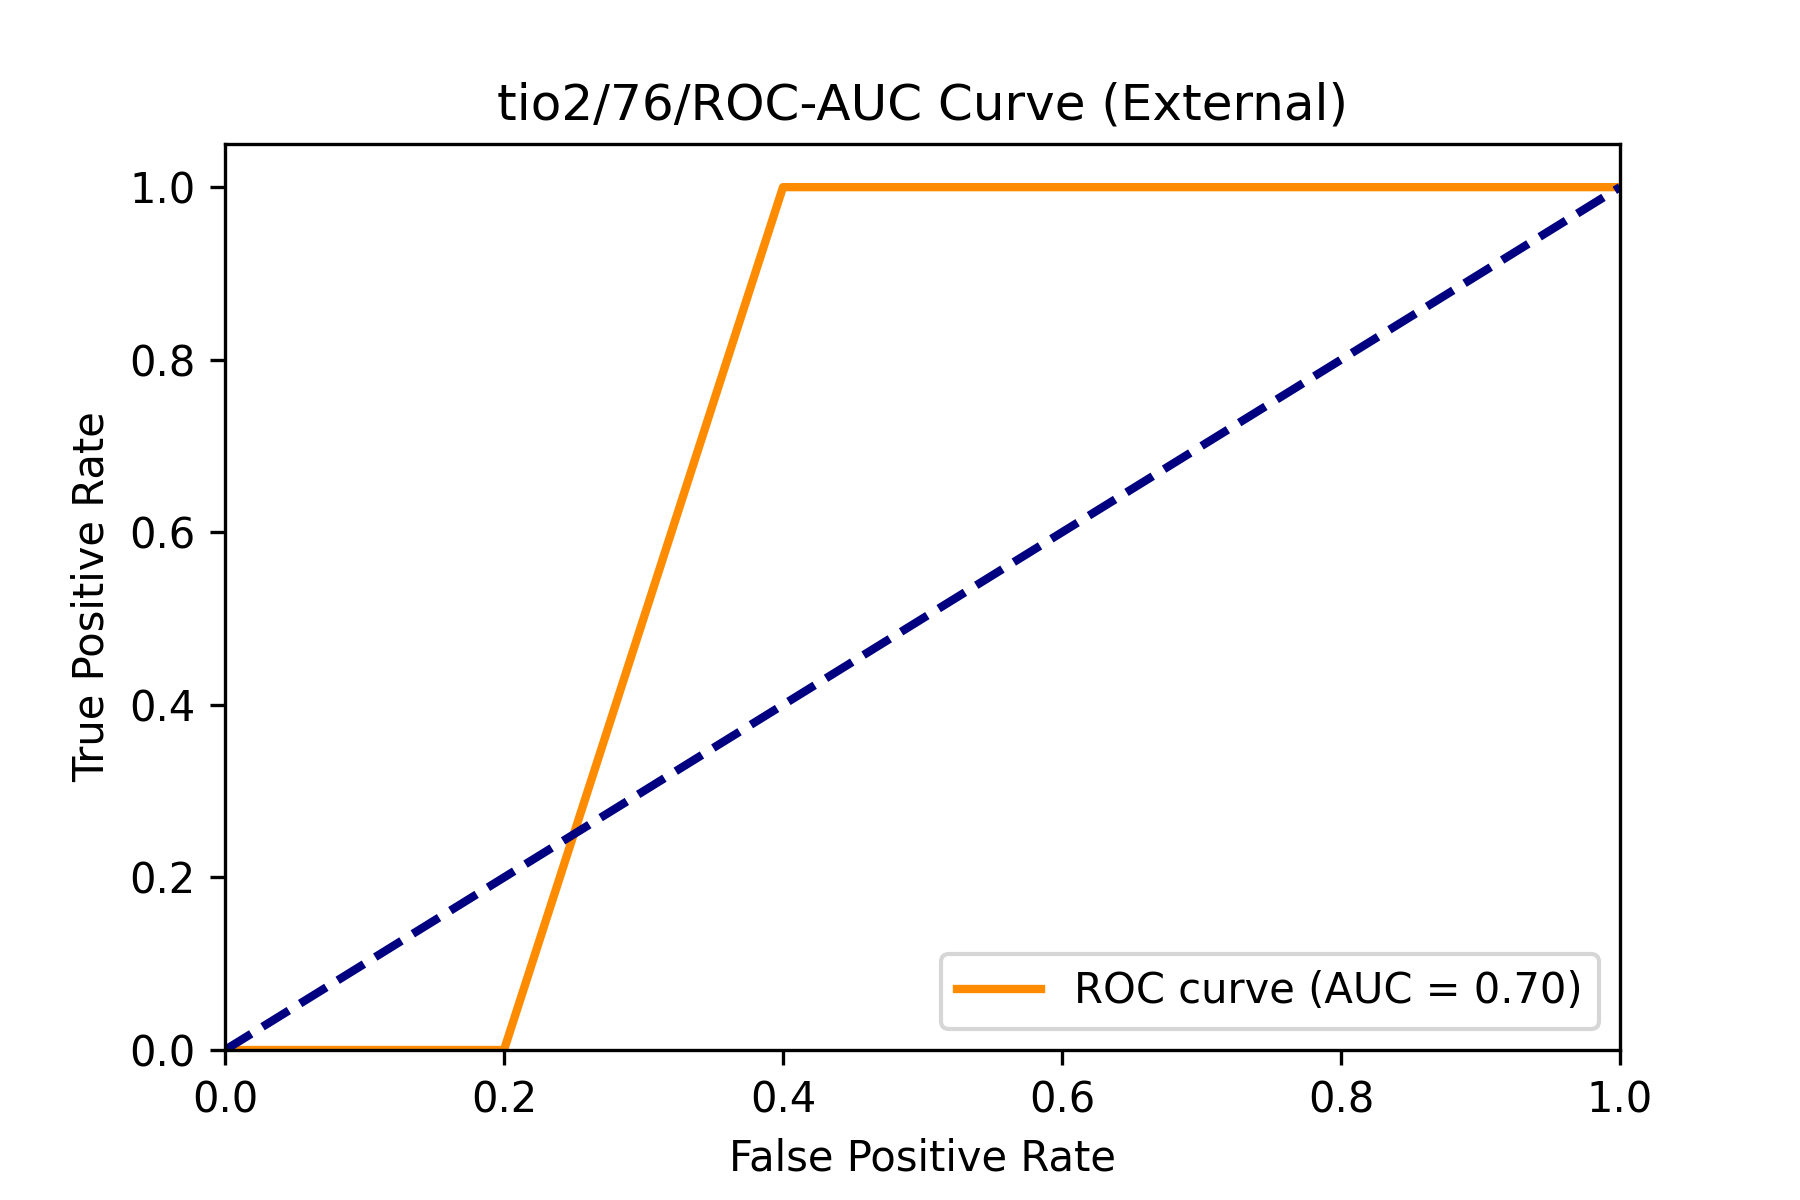 tio2/76/ROC-AUC Curve (External)
1.0
0.8
0.6
0.4
0.2
0.0
True Positive Rate
ROC curve (AUC = 0.70)
0.0 0.2 0.4 0.6 0.8 1.0
False Positive Rate